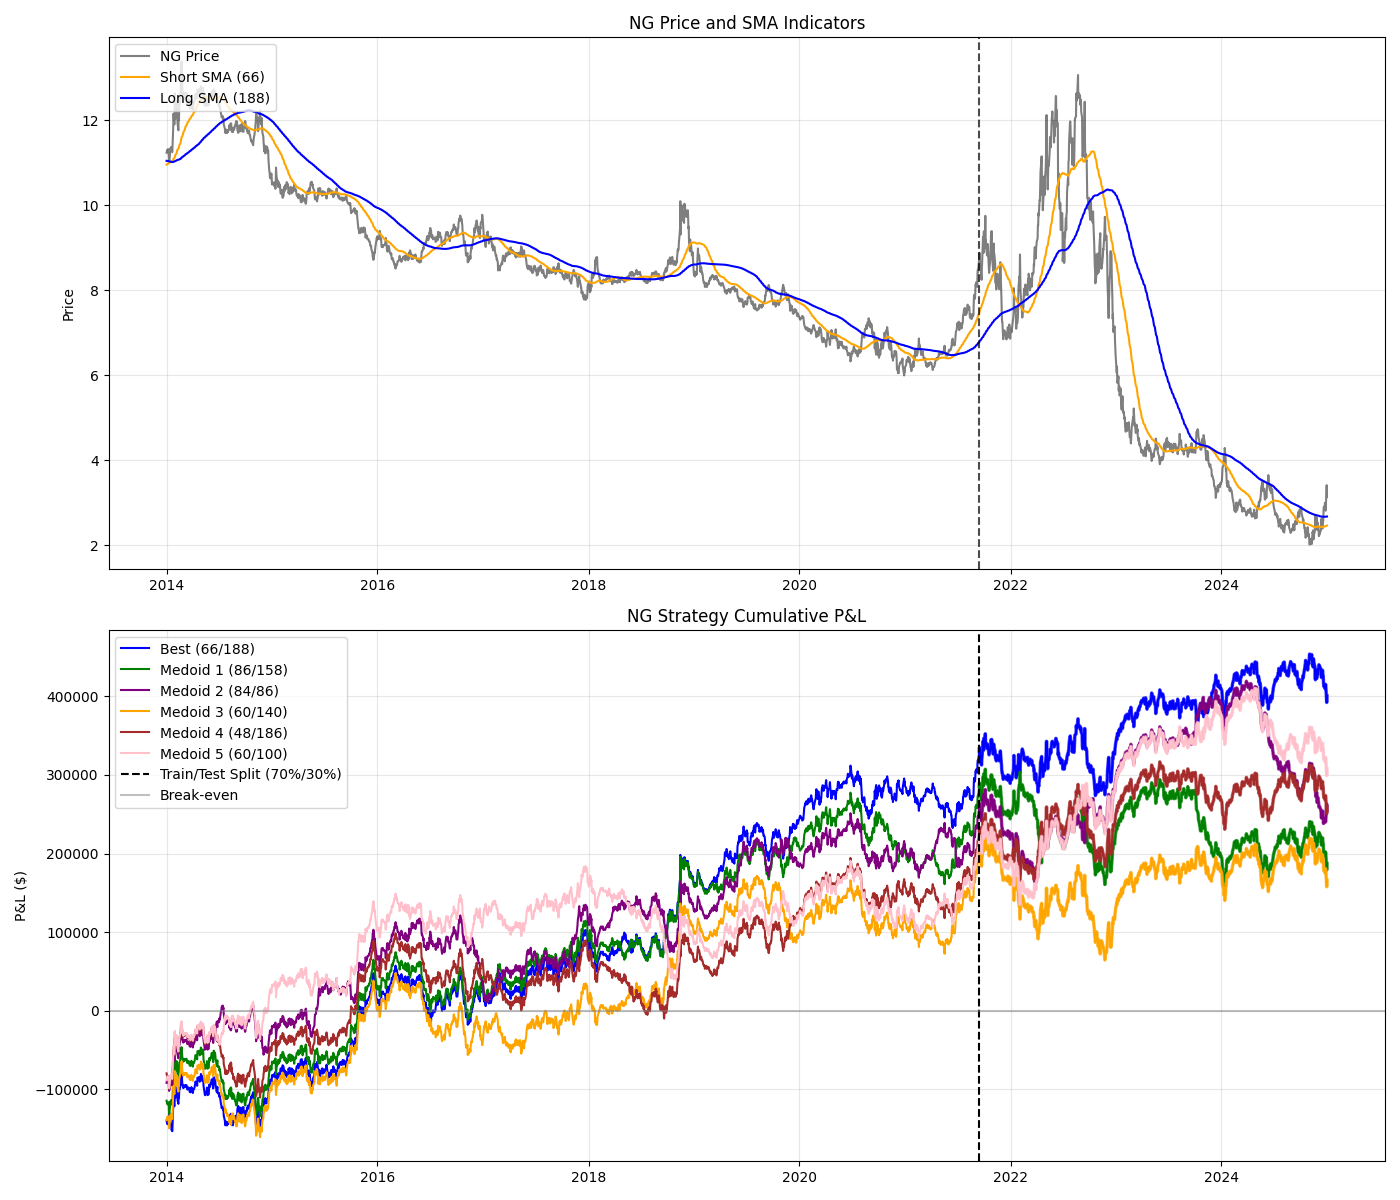 NG Price and SMA Indicators
NG Price
Short SMA (66)
Long SMA (188)
12
10
8
6
4
2
Price
2014
2016
2018
2020
2022
2024
NG Strategy Cumulative P&L
Best (66/188)
Medoid 1 (86/158)
Medoid 2 (84/86)
Medoid 3 (60/140)
Medoid 4 (48/186)
Medoid 5 (60/100)
Train/Test Split (70%/30%)
Break-even
400000
300000
200000
100000
0
−100000
P&L ($)
2014
2016
2018
2020
2022
2024